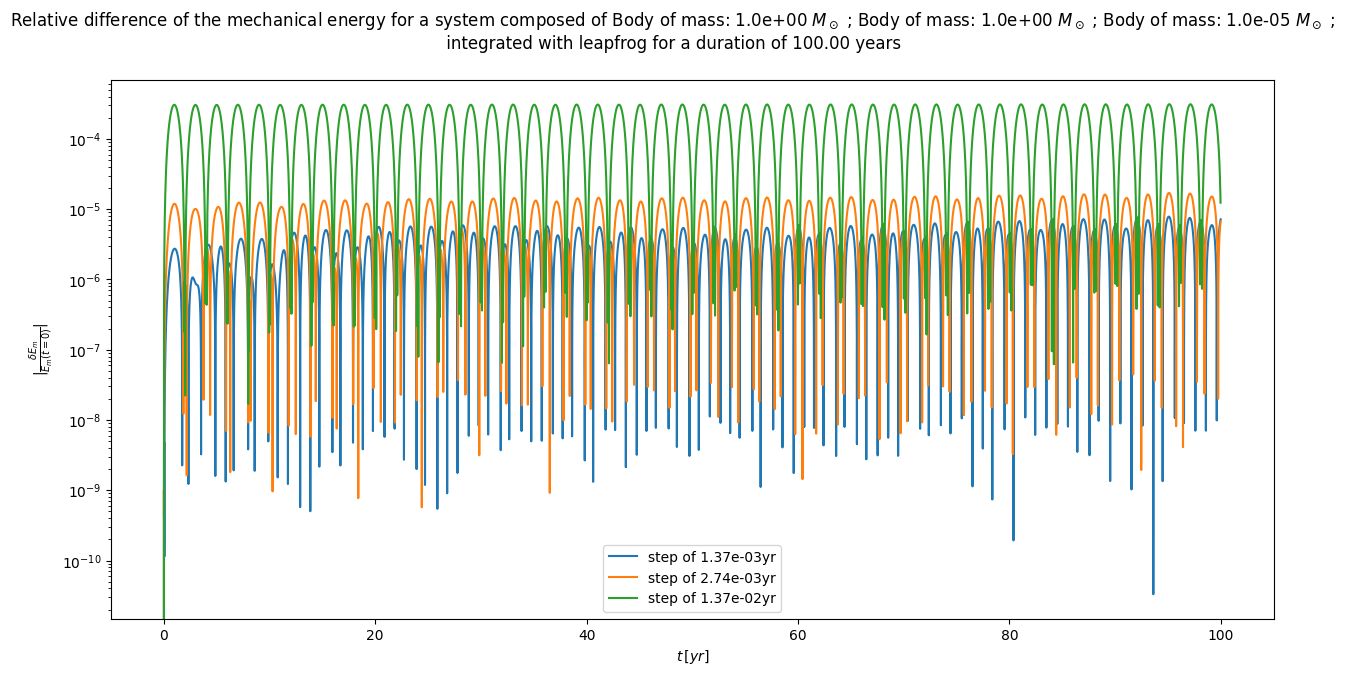 Relative difference of the mechanical energy for a system composed of Body of mass: 1.0e+00 $M_\odot$ ; Body of mass: 1.0e+00 $M_\odot$ ; Body of mass: 1.0e-05 $M_\odot$ ;
integrated with leapfrog for a duration of 100.00 years
$10^{-4}$
$10^{-5}$
$10^{-6}$
$10^{-7}$
$10^{-8}$
$10^{-9}$
$10^{-10}$
$|\frac{\delta E_m}{E_m(t=0)}|$
step of 1.37e-03yr
step of 2.74e-03yr
step of 1.37e-02yr
0 20 40 60 80 100
$t\,[yr]$